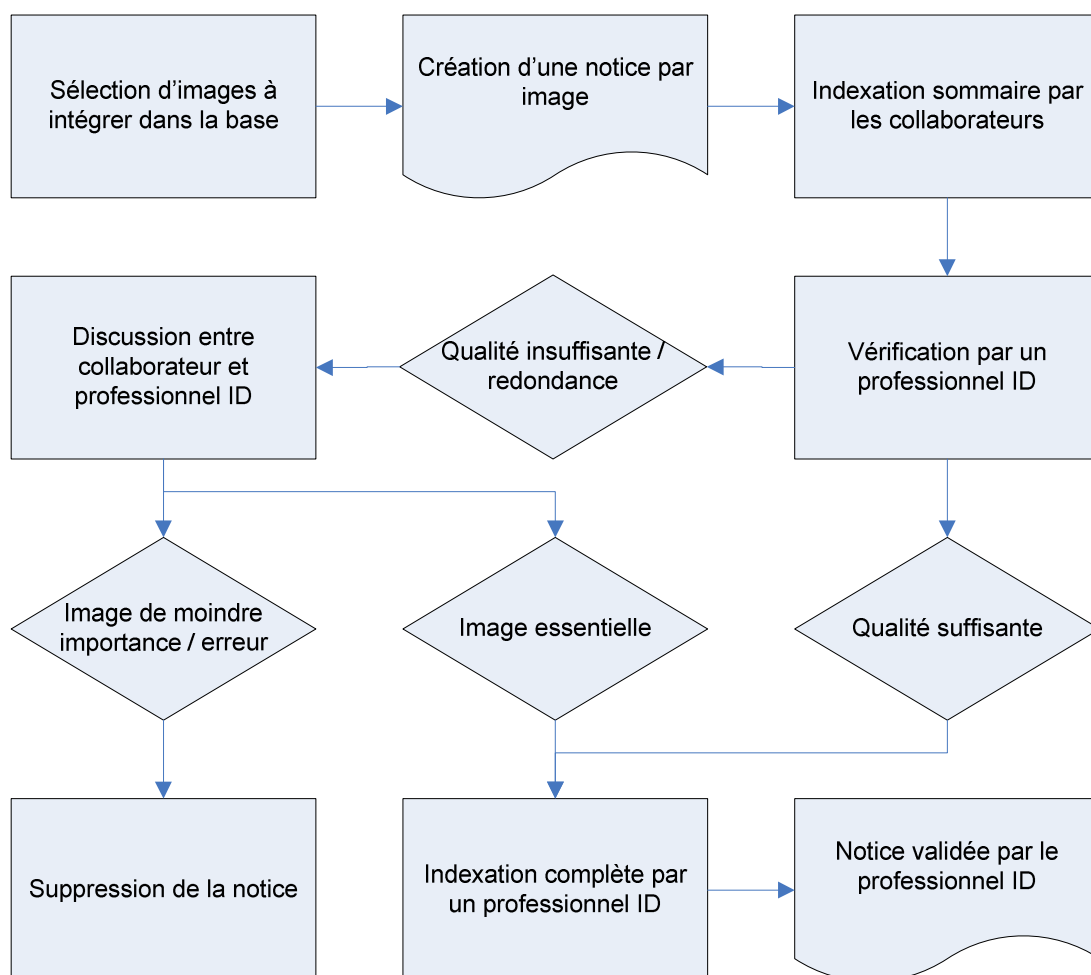 Sélection d’images à
intégrer dans la base
Création d’une notice par
image
Indexation sommaire par
les collaborateurs
Discussion entre
collaborateur et
professionnel ID
Qualité insuffisante /
redondance
Vérification par un
professionnel ID
Image de moindre
importance / erreur
Image essentielle
Qualité suffisante
Suppression de la notice
Indexation complète par
un professionnel ID
Notice validée par le
professionnel ID